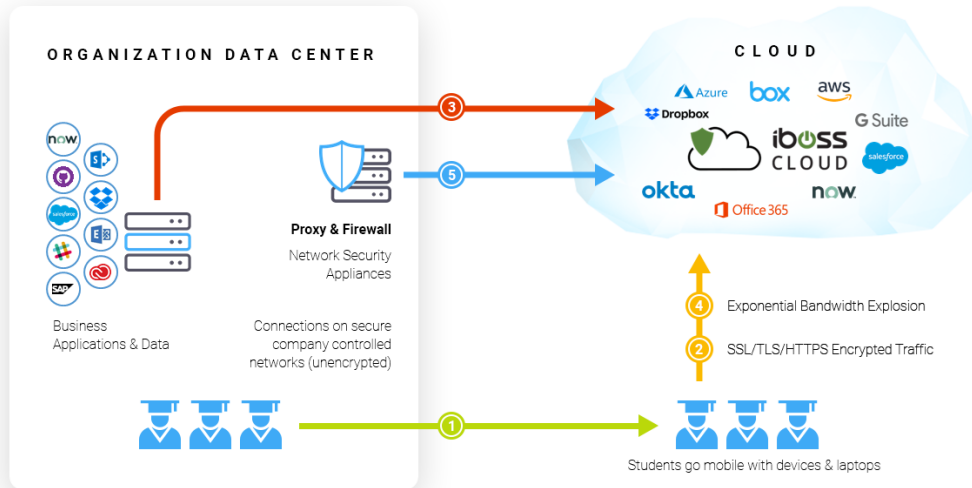 ORGANIZATION DATA CENTER
CLOUD
Azure
box
aws
3
Dropbox
G Suite
now
iboss
CLOUD
salesforce
5
okta
now.
Office 365
salesforce
Proxy & Firewall
Network Security
Appliances
SAP
4
Exponential Bandwidth Explosion
Business
Applications & Data
Connections on secure
company controlled
networks (unencrypted)
2
SSL/TLS/HTTPS Encrypted Traffic
1
Students go mobile with devices & laptops